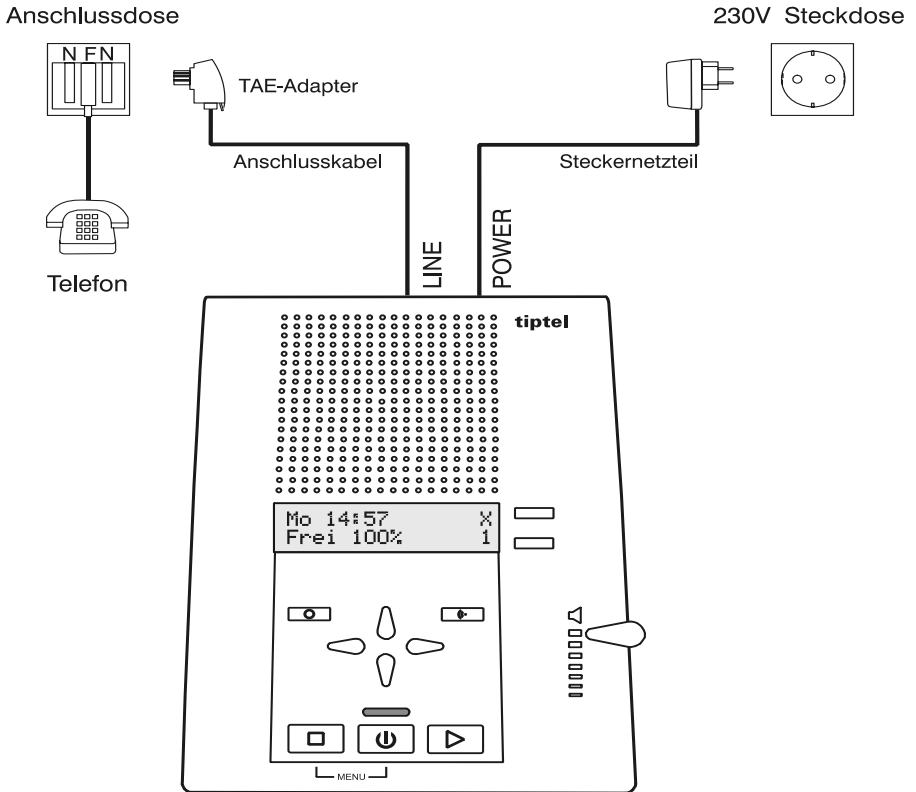 Anschlussdose
230V Steckdose
N F N
TAE-Adapter
Anschlusskabel
Steckernetzteil
LINE
POWER
Telefon
tiptel
Mo 14:57 X
Frei 100% 1
MENU